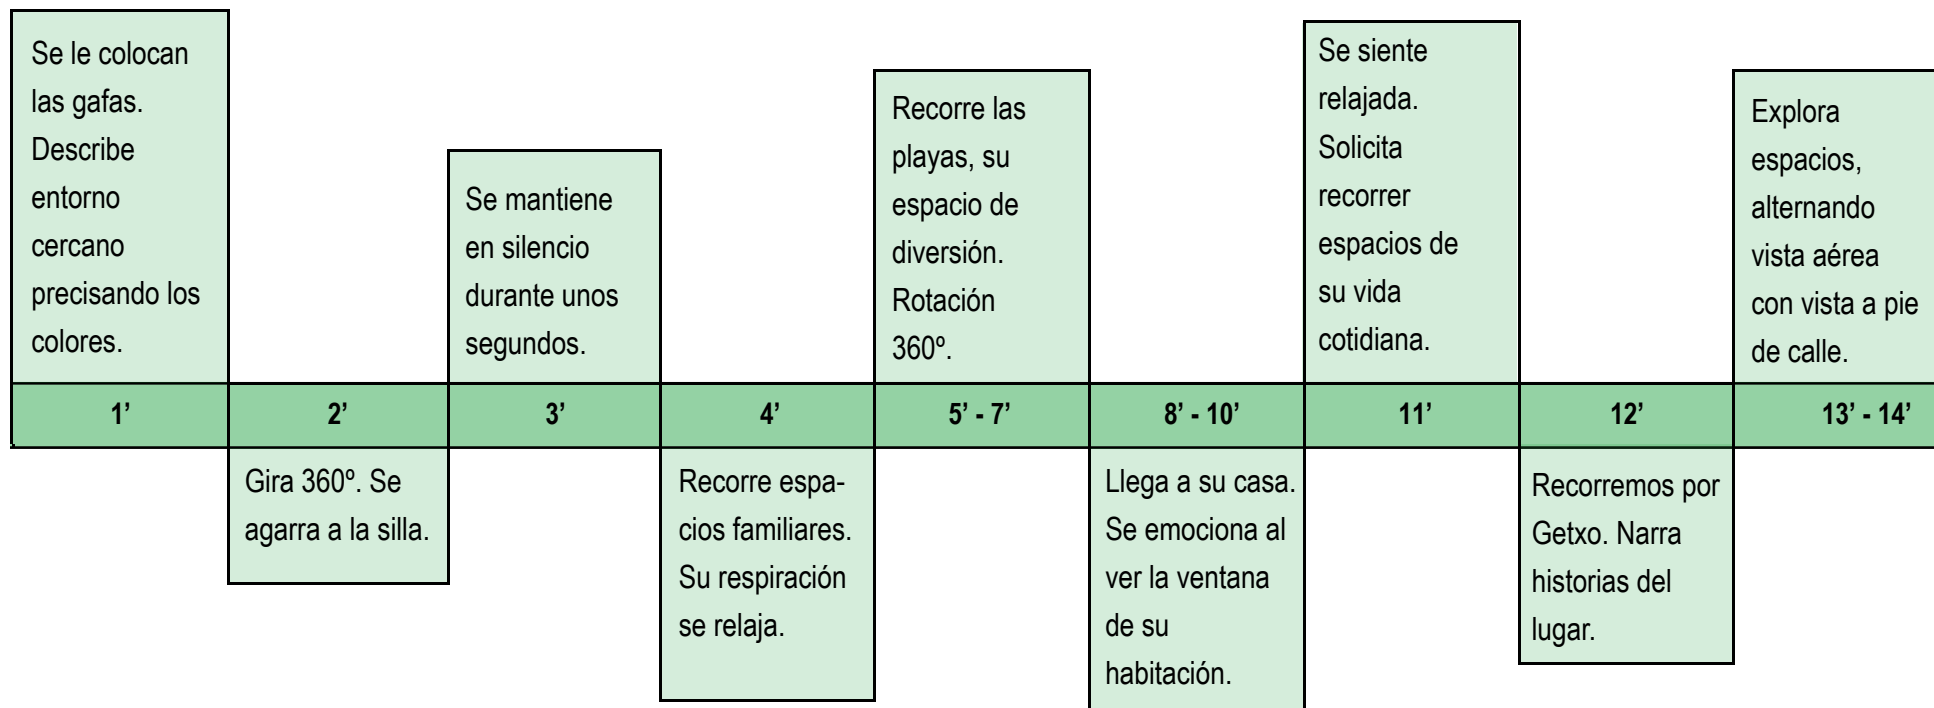 Se le colocan
las gafas.
Describe
entorno
cercano
precisando los
colores.
1’
Gira 360º. Se
agarra a la silla.
2’
Se mantiene
en silencio
durante unos
segundos.
3’
Recorre espa-
cios familiares.
Su respiración
se relaja.
4’
Recorre las
playas, su
espacio de
diversión.
Rotación
360º.
5’ - 7’
Llega a su casa.
Se emociona al
ver la ventana
de su
habitación.
8’ - 10’
Se siente
relajada.
Solicita
recorrer
espacios de
su vida
cotidiana.
11’
Recorremos por
Getxo. Narra
historias del
lugar.
12’
Explora
espacios,
alternando
vista aérea
con vista a pie
de calle.
13’ - 14’